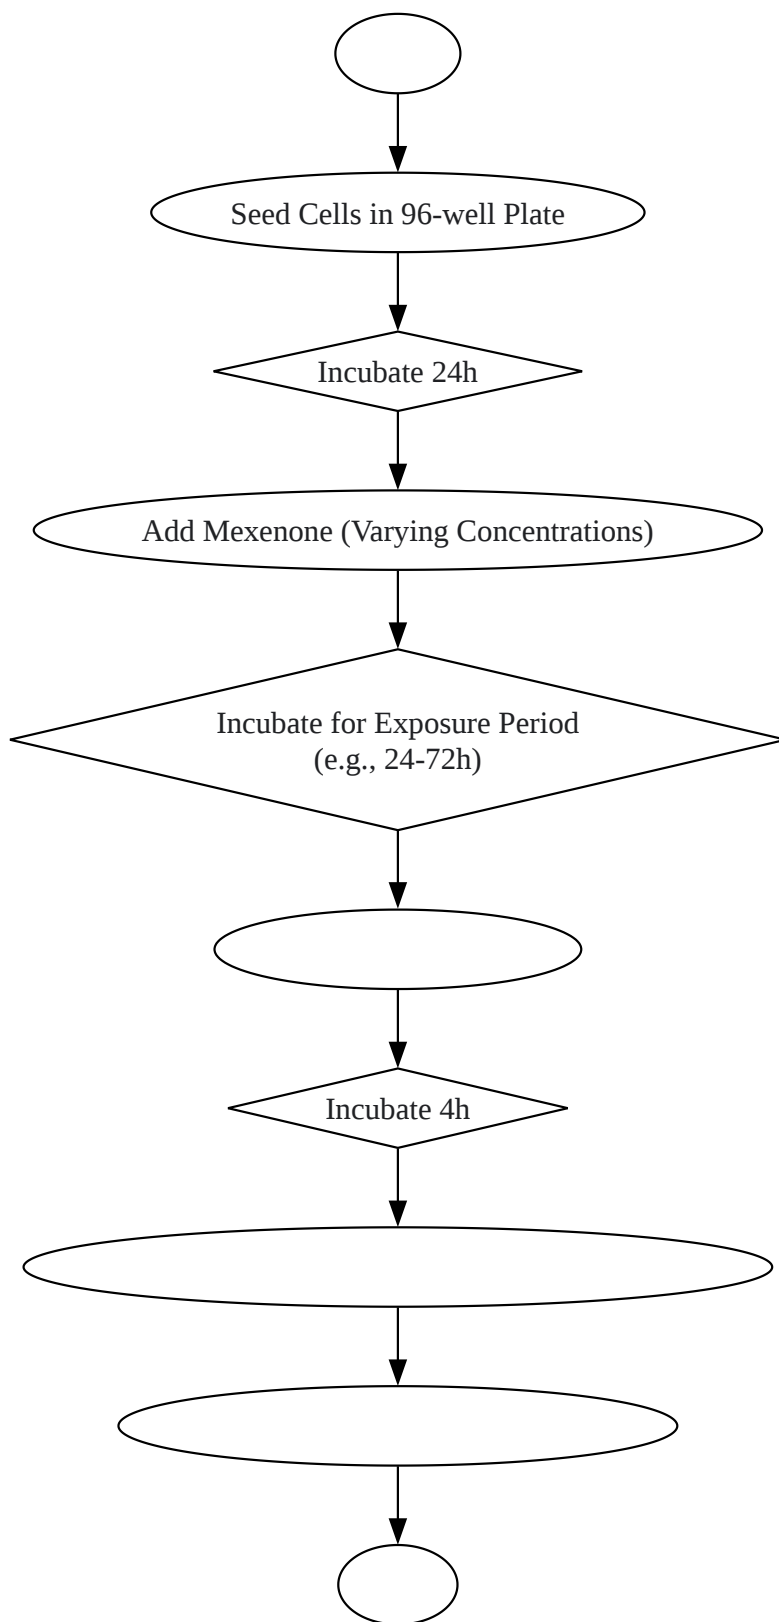 Seed Cells in 96-well Plate
Incubate 24h
Add Mexenone (Varying Concentrations)
Incubate for Exposure Period
(e.g., 24-72h)
Incubate 4h